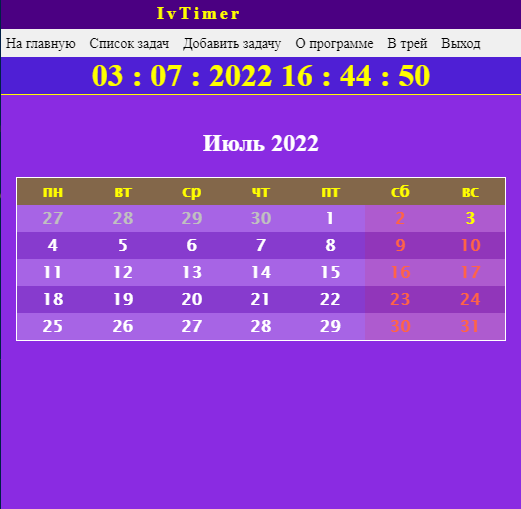 IvTimer
На главную Список задач Добавить задачу О программе В трей Выход
03 : 07 : 2022 16 : 44 : 50
Июль 2022
пн вт ср чт пт сб вс
27 28 29 30 1 2 3
4 5 6 7 8 9 10
11 12 13 14 15 16 17
18 19 20 21 22 23 24
25 26 27 28 29 30 31